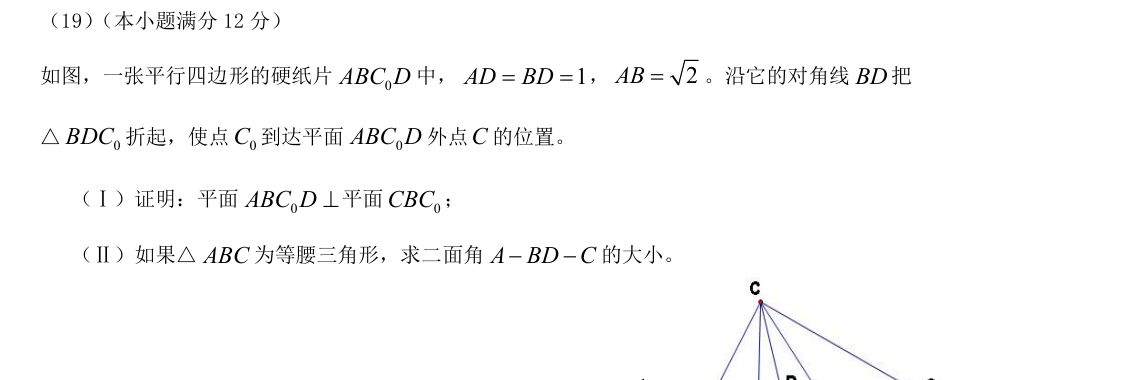 （19）（本小题满分 12 分）
如图，一张平行四边形的硬纸片 ABC₀D 中， AD = BD = 1， AB = √2 。沿它的对角线 BD 把
△ BDC₀ 折起，使点 C₀ 到达平面 ABC₀D 外点 C 的位置。
（Ⅰ）证明：平面 ABC₀D ⊥平面 CBC₀；
（Ⅱ）如果△ ABC 为等腰三角形，求二面角 A－BD－C 的大小。
C